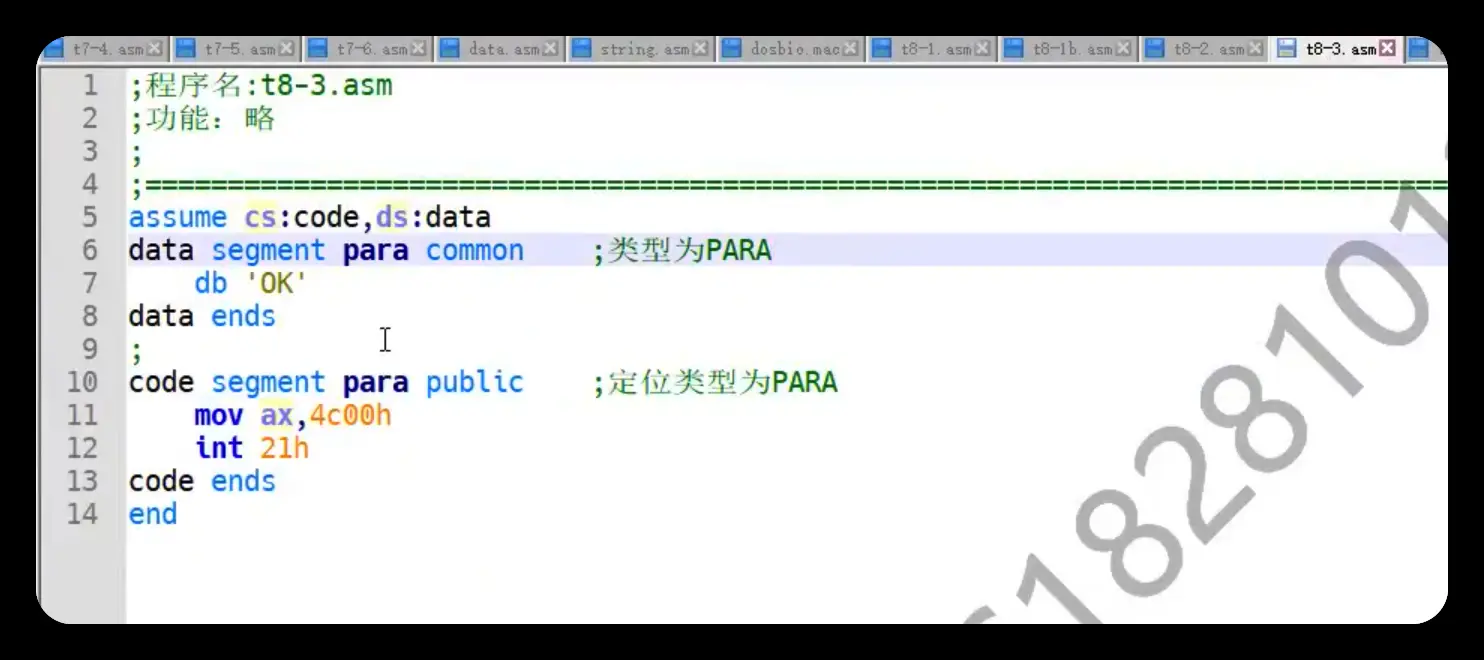 t7-4.asm t7-5.asm t7-6.asm data.asm string.asm dosbio.mac t8-1.asm t8-1b.asm t8-2.asm t8-3.asm
1 ;程序名:t8-3.asm
2 ;功能：略
3 ;
4 ;================================================================================
5 assume cs:code,ds:data
6 data segment para common    ;类型为PARA
7     db 'OK'
8 data ends
9 ;
10 code segment para public    ;定位类型为PARA
11     mov ax,4c00h
12     int 21h
13 code ends
14 end